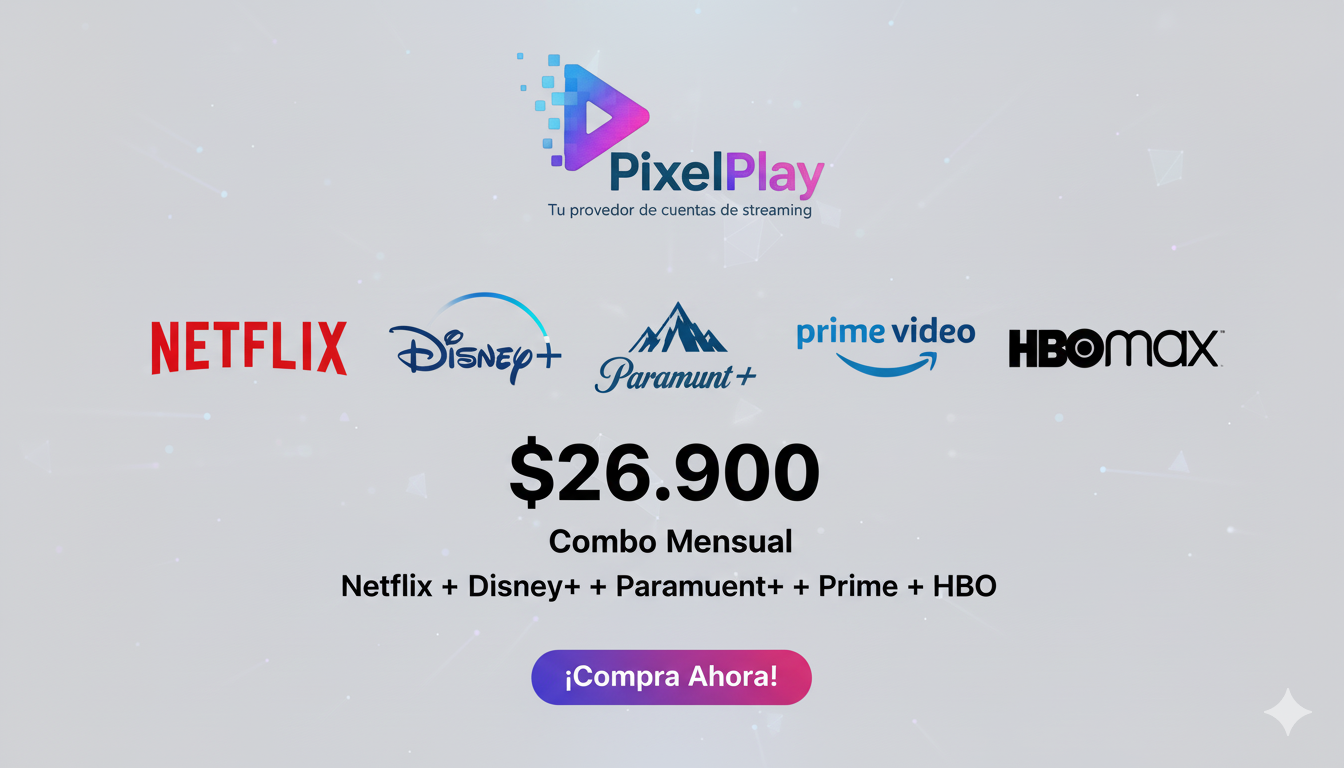 PixelPlay
Tu provedor de cuentas de streaming
NETFLIX Disney+ Paramunt+ prime video HBOmax™
$26.900
Combo Mensual
Netflix + Disney+ + Paramuent+ + Prime + HBO
¡Compra Ahora!